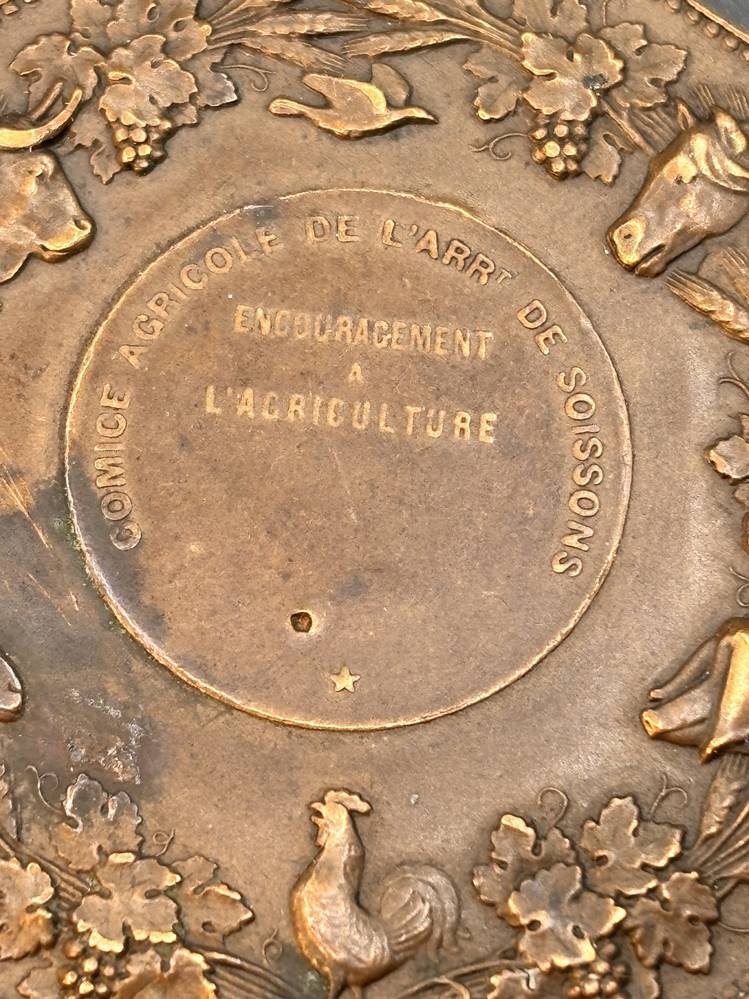 COMICE AGRICOLE DE L'ARRT DE SOISSONS
ENCOURAGEMENT
A
L'AGRICULTURE